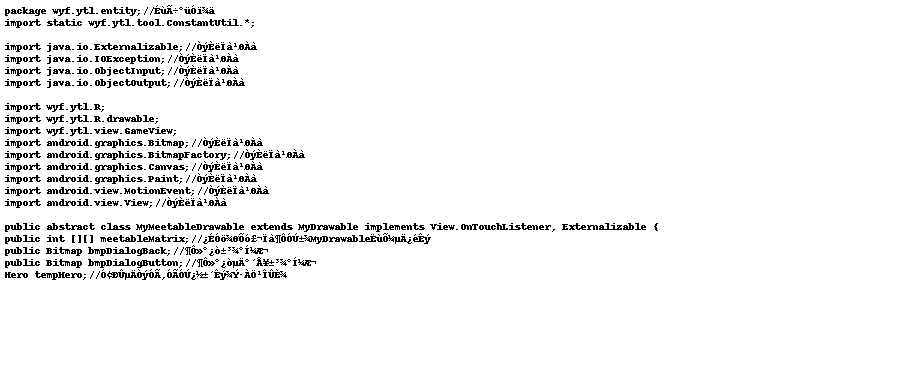 package wyf.ytl.entity;//ÉùÃ÷°üÓï¾ä
import static wyf.ytl.tool.ConstantUtil.*;
import java.io.Externalizable;//ÒýÈëÏà¹ØÀà
import java.io.IOException;//ÒýÈëÏà¹ØÀà
import java.io.ObjectInput;//ÒýÈëÏà¹ØÀà
import java.io.ObjectOutput;//ÒýÈëÏà¹ØÀà
import wyf.ytl.R;
import wyf.ytl.R.drawable;
import wyf.ytl.view.GameView;
import android.graphics.Bitmap;//ÒýÈëÏà¹ØÀà
import android.graphics.BitmapFactory;//ÒýÈëÏà¹ØÀà
import android.graphics.Canvas;//ÒýÈëÏà¹ØÀà
import android.graphics.Paint;//ÒýÈëÏà¹ØÀà
import android.view.MotionEvent;//ÒýÈëÏà¹ØÀà
import android.view.View;//ÒýÈëÏà¹ØÀà
public abstract class MyMeetableDrawable extends MyDrawable implements View.OnTouchListener, Externalizable {
public int [][] meetableMatrix;//¿ÉÓö¾ØÕó£¬Ïà¶ÔÓÚ±¾MyDrawableËùÕ¼µÄ¿éÊý
public Bitmap bmpDialogBack;//¶Ô»°¿ò±³¾°Í¼Æ¬
public Bitmap bmpDialogButton;//¶Ô»°¿òµÄ°´Å¥±³¾°Í¼Æ¬
Hero tempHero;//Ó¢ÐÛµÄÒýÓÃ,ÓÃÓÚ¿½±´Êý¾Ý·ÀÖ¹ÎÛÈ¾